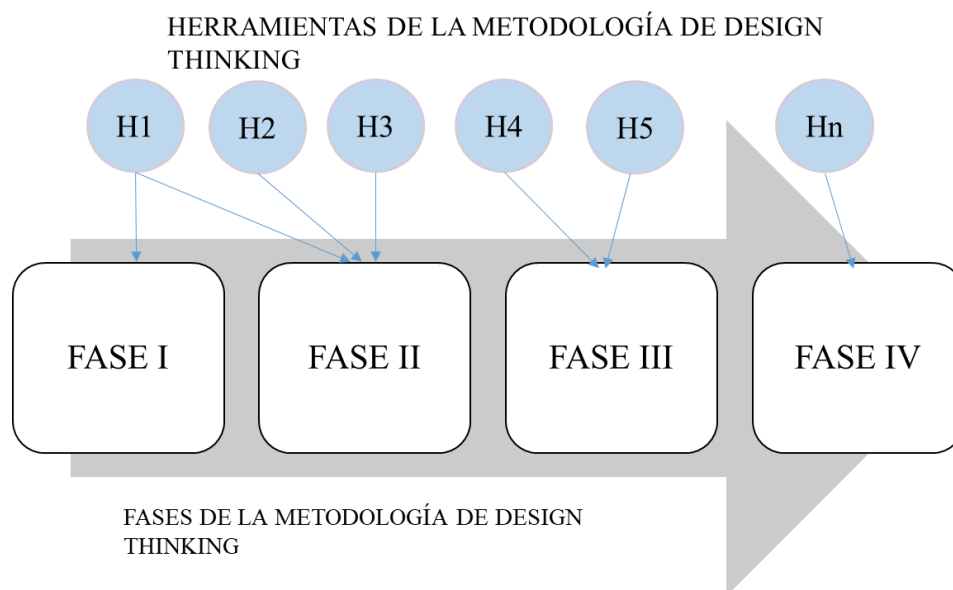 HERRAMIENTAS DE LA METODOLOGÍA DE DESIGN
THINKING
H1 H2 H3 H4 H5 Hn
FASE I FASE II FASE III FASE IV
FASES DE LA METODOLOGÍA DE DESIGN
THINKING